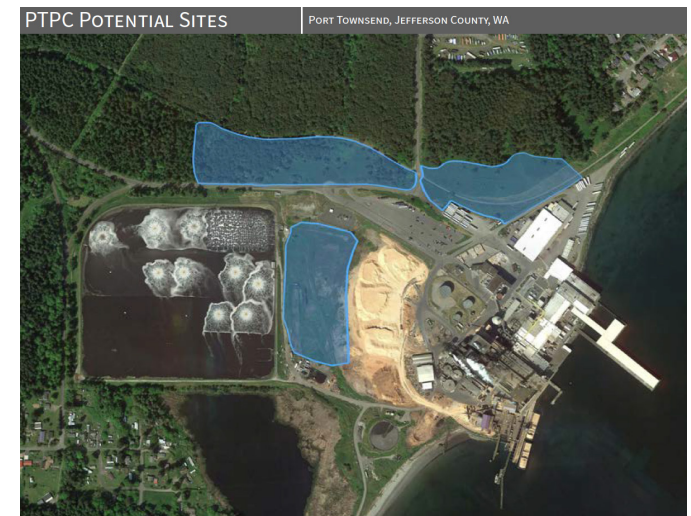 PTPC POTENTIAL SITES
PORT TOWNSEND, JEFFERSON COUNTY, WA